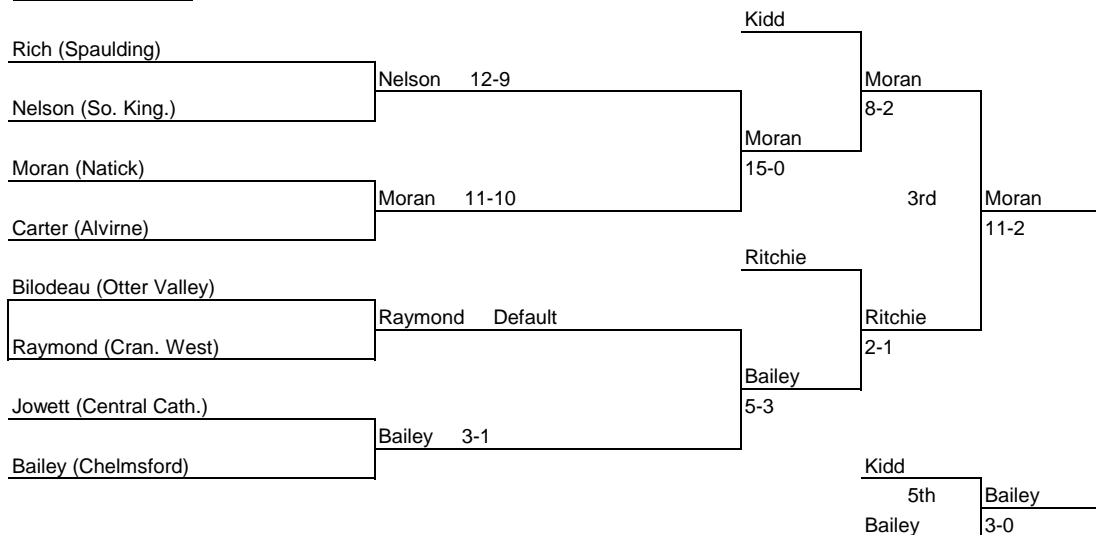 Kidd
Rich (Spaulding)
Nelson 12-9
Moran
Nelson (So. King.)
8-2
Moran
Moran (Natick)
15-0
Moran 11-10
3rd
Moran
Carter (Alvirne)
11-2
Ritchie
Bilodeau (Otter Valley)
Raymond Default
Ritchie
Raymond (Cran. West)
2-1
Bailey
Jowett (Central Cath.)
5-3
Bailey 3-1
Bailey (Chelmsford)
Kidd
5th
Bailey
Bailey
3-0